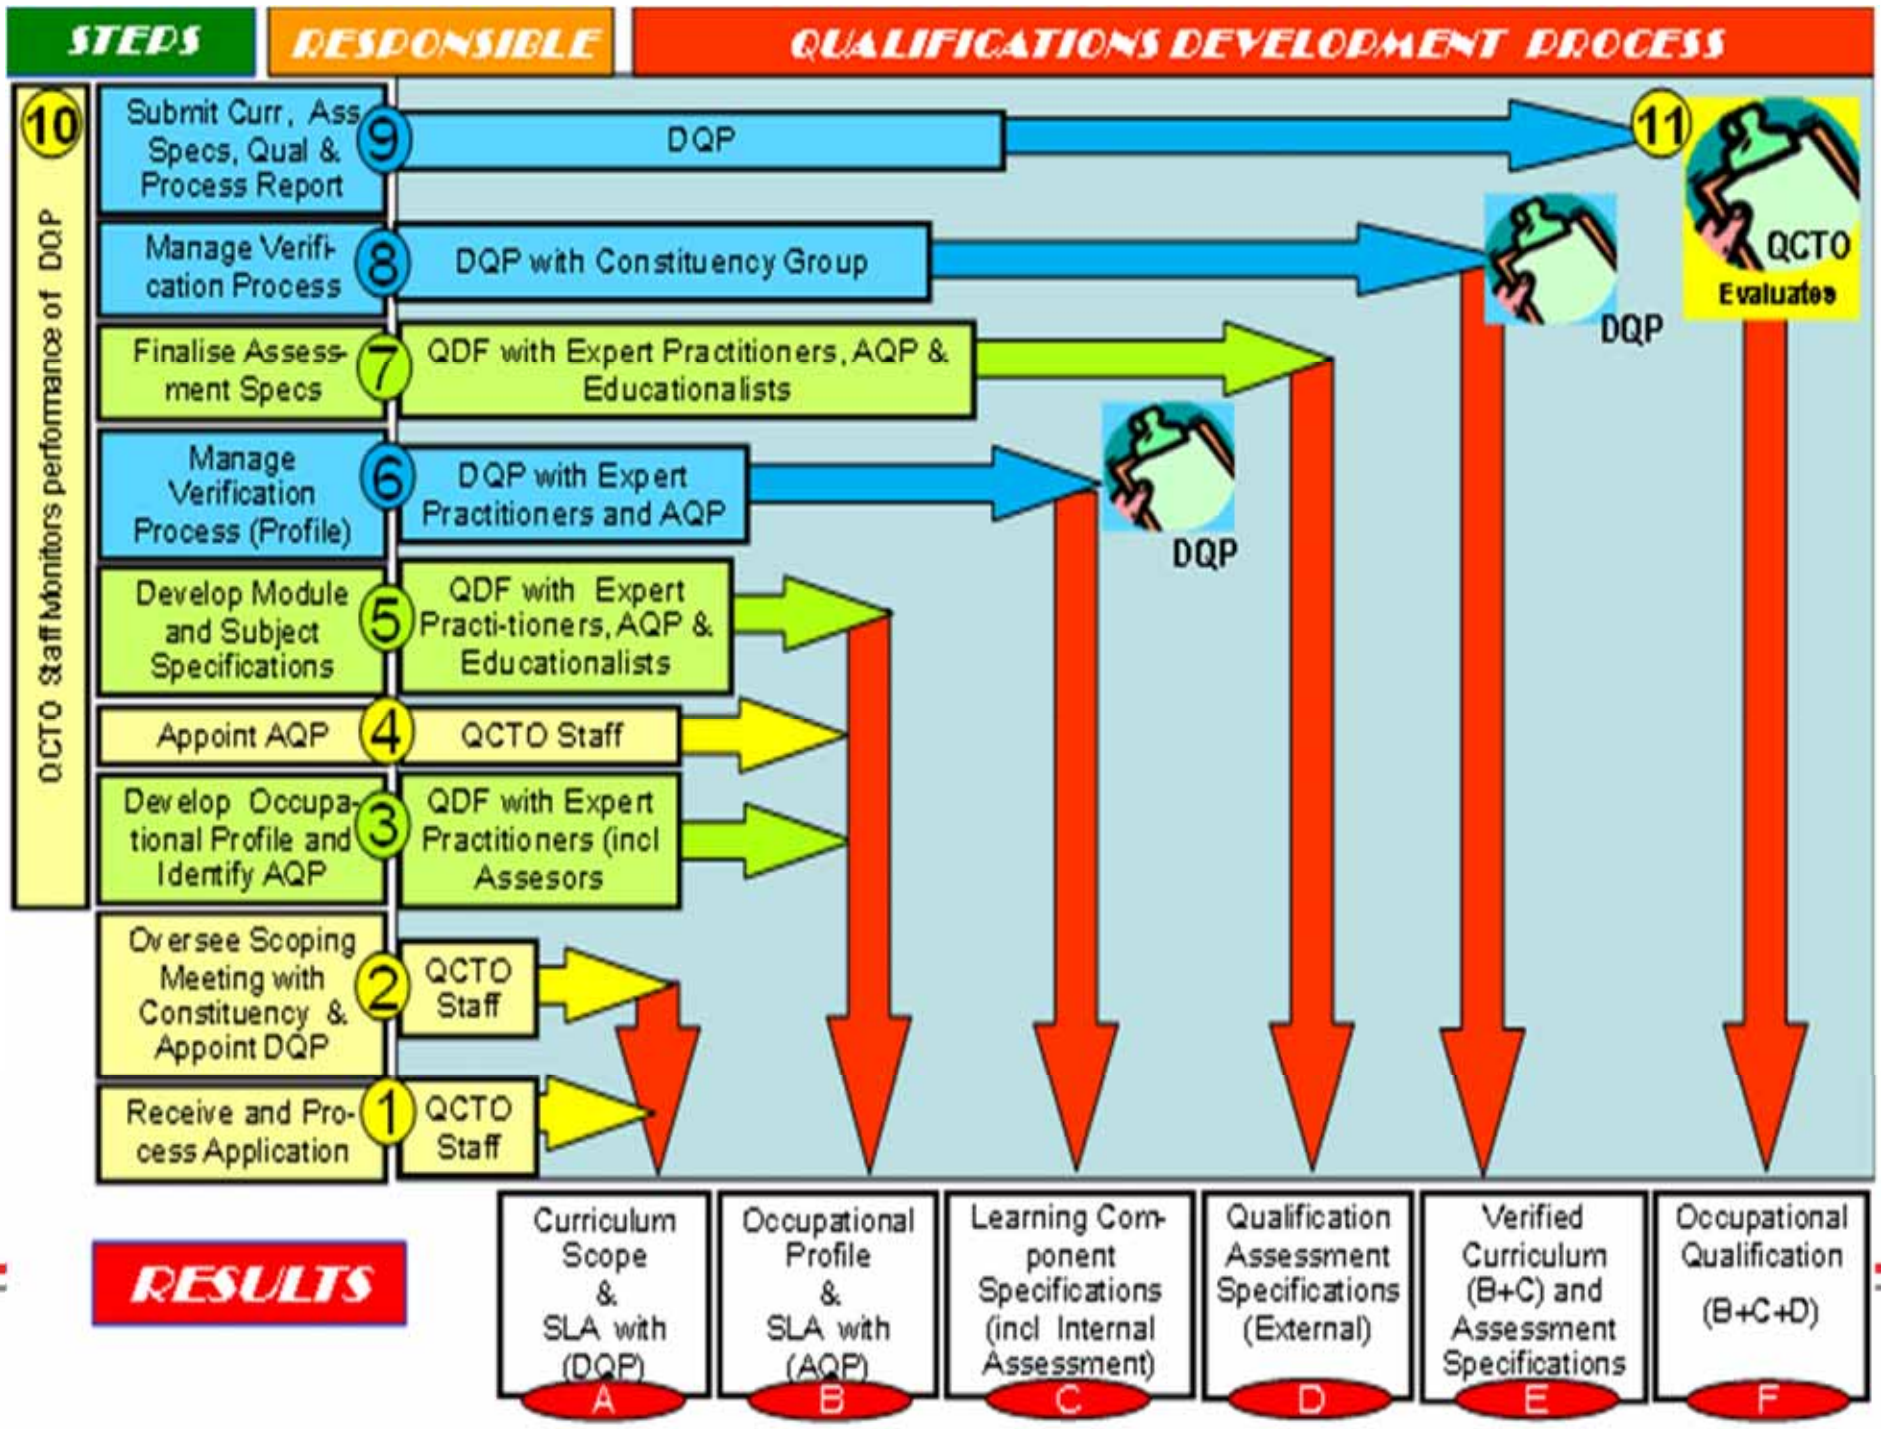 STEPS
RESPONSIBLE
QUALIFICATIONS DEVELOPMENT PROCESS
10
QCTO Staff Monitors performance of DQP
Submit Curr, Ass
Specs, Qual &
Process Report
9
DQP
11
QCTO
Evaluates
Manage Verifi-
cation Process
8
DQP with Constituency Group
DQP
Finalise Assess-
ment Specs
7
QDF with Expert Practitioners, AQP &
Educationalists
Manage
Verification
Process (Profile)
6
DQP with Expert
Practitioners and AQP
DQP
Develop Module
and Subject
Specifications
5
QDF with Expert
Practi-tioners, AQP &
Educationalists
Appoint AQP
4
QCTO Staff
Develop Occupa-
tional Profile and
Identify AQP
3
QDF with Expert
Practitioners (incl
Assesors
Oversee Scoping
Meeting with
Constituency &
Appoint DQP
2
QCTO
Staff
Receive and Pro-
cess Application
1
QCTO
Staff
RESULTS
Curriculum
Scope
&
SLA with
(DQP)
A
Occupational
Profile
&
SLA with
(AQP)
B
Learning Com-
ponent
Specifications
(incl Internal
Assessment)
C
Qualification
Assessment
Specifications
(External)
D
Verified
Curriculum
(B+C) and
Assessment
Specifications
E
Occupational
Qualification
(B+C+D)
F